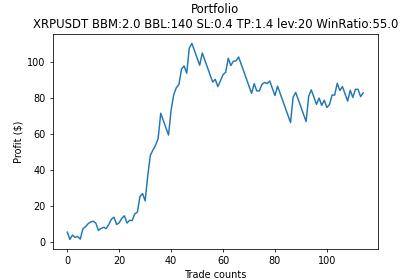 Portfolio
XRPUSDT BBM:2.0 BBL:140 SL:0.4 TP:1.4 lev:20 WinRatio:55.0
100
80
60
40
20
0
Profit ($)
0 20 40 60 80 100
Trade counts